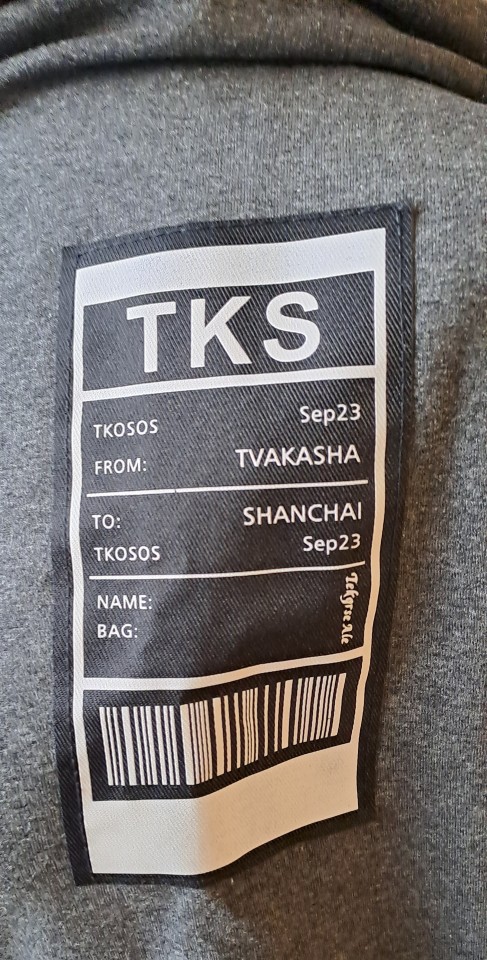 TKS
TKOSOS Sep23
FROM: TVAKASHA
TO: SHANCHAI
TKOSOS Sep23
NAME:
BAG: